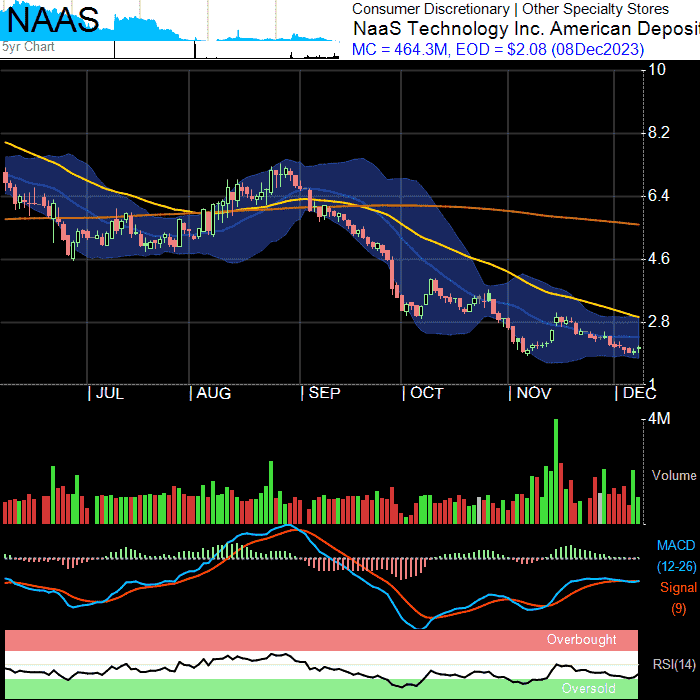 NAAS
5yr Chart
Consumer Discretionary | Other Specialty Stores
NaaS Technology Inc. American Deposi
MC = 464.3M, EOD = $2.08 (08Dec2023)
10
8.2
6.4
4.6
2.8
1
| JUL | AUG | SEP | OCT | NOV | DEC
4M
Volume
MACD
(12-26)
Signal
(9)
Overbought
RSI(14)
Oversold